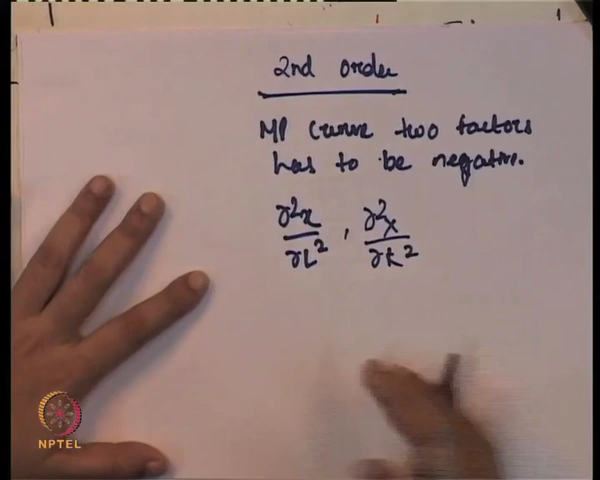 2nd order
MP curve two factors
has to be negative.
∂²x/∂L² , ∂²x/∂K²
NPTEL